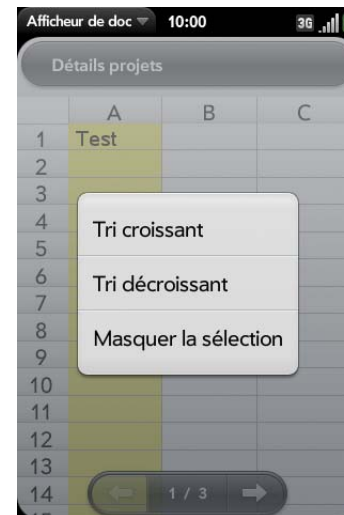 Afficheur de doc 10:00 3G
Détails projets
A B C
1 Test
2
3
4
5
6
7
8
9
10
11
12
13
14
Tri croissant
Tri décroissant
Masquer la sélection
1 / 3